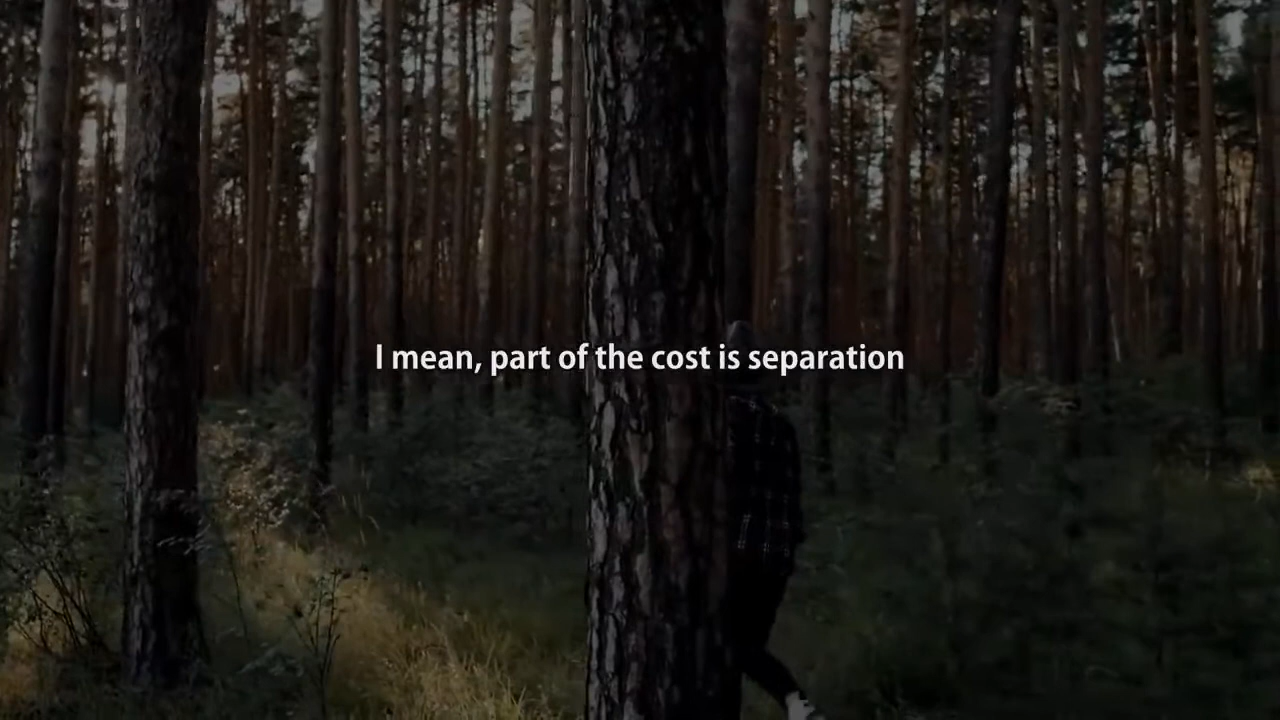 I mean, part of the cost is separation